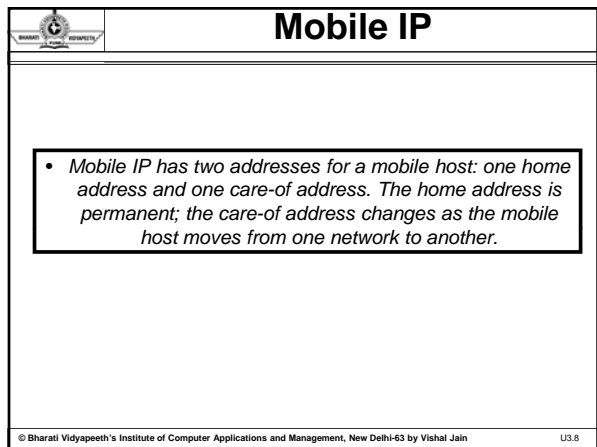 BHARATI
VIDYAPEETH
PUNE
Mobile IP
• Mobile IP has two addresses for a mobile host: one home
address and one care-of address. The home address is
permanent; the care-of address changes as the mobile
host moves from one network to another.
© Bharati Vidyapeeth's Institute of Computer Applications and Management, New Delhi-63 by Vishal Jain
U3.8